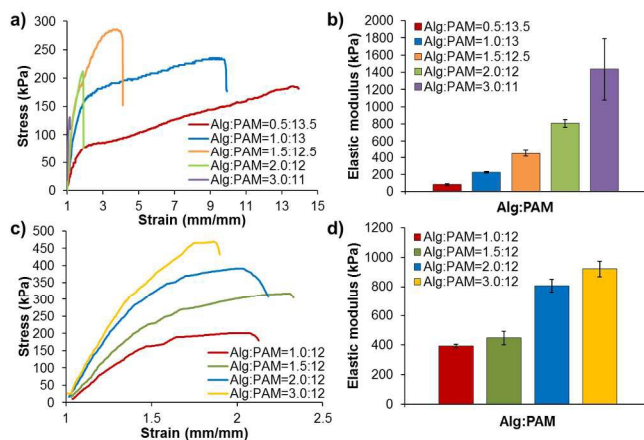 a)
300
250
200
150
100
50
0
Stress (kPa)
Alg:PAM=0.5:13.5
Alg:PAM=1.0:13
Alg:PAM=1.5:12.5
Alg:PAM=2.0:12
Alg:PAM=3.0:11
1 2 3 4 5 6 7 8 9 10 11 12 13 14 15
Strain (mm/mm)
b)
2000
1800
1600
1400
1200
1000
800
600
400
200
0
Elastic modulus (kPa)
Alg:PAM=0.5:13.5
Alg:PAM=1.0:13
Alg:PAM=1.5:12.5
Alg:PAM=2.0:12
Alg:PAM=3.0:11
Alg:PAM
c)
500
450
400
350
300
250
200
150
100
50
0
Stress (kPa)
Alg:PAM=1.0:12
Alg:PAM=1.5:12
Alg:PAM=2.0:12
Alg:PAM=3.0:12
1 1.5 2 2.5
Strain (mm/mm)
d)
1200
1000
800
600
400
200
0
Elastic modulus (kPa)
Alg:PAM=1.0:12
Alg:PAM=1.5:12
Alg:PAM=2.0:12
Alg:PAM=3.0:12
Alg:PAM